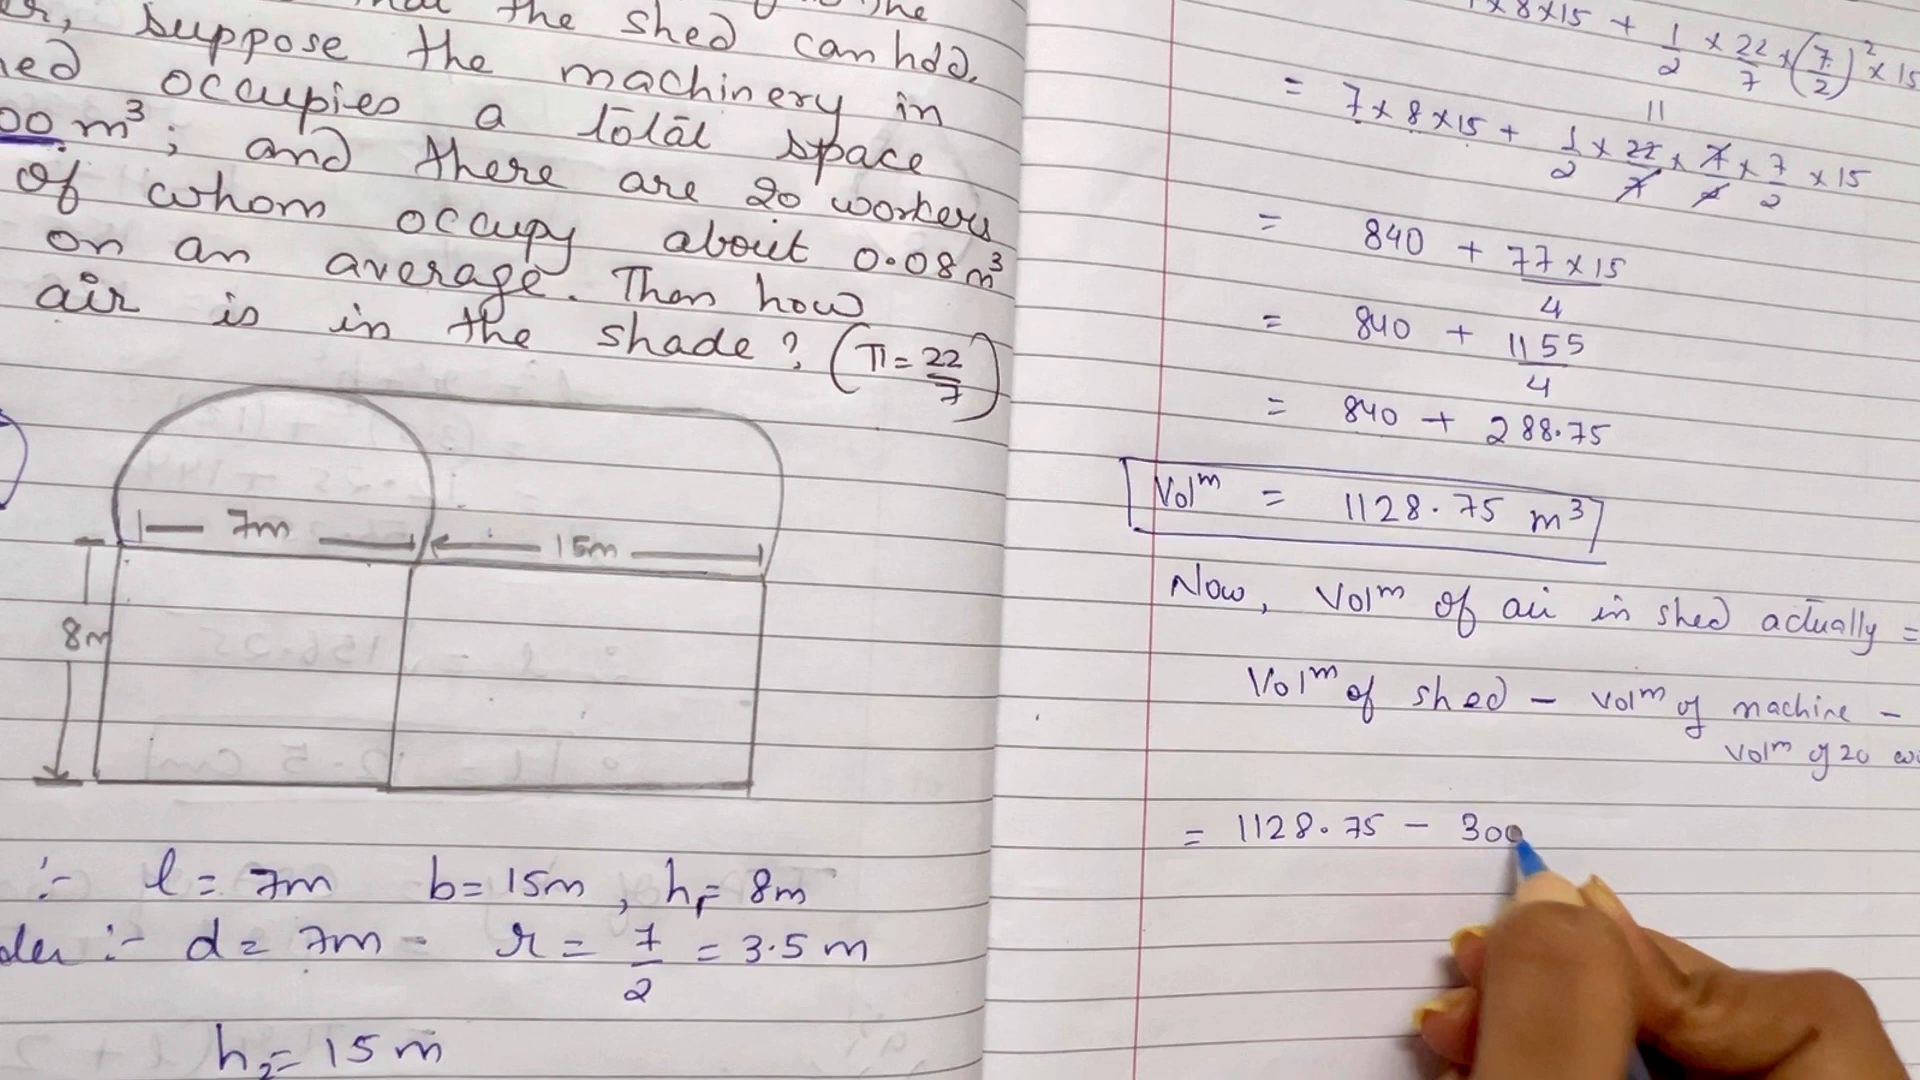 that the shed can hold.
suppose the machinery in
occupies a total space
00 m³; and there are 20 workers
of whom occupy about 0.08m³
on an average. Then how
air is in the shade? (π = 22/7)
7m
15m
8m
:- l = 7m b = 15m, h₁ = 8m
:- d = 7m - r = 7/2 = 3.5 m
h₂ = 15 m
x8x15 + 1/2 x 22/7 x (7/2)² x 15
= 7 x 8 x 15 + 1/2 x 22/7 x 7/2 x 7/2 x 15
11
= 840 + 77 x 15/4
= 840 + 1155/4
= 840 + 288.75
Volᵐ = 1128.75 m³
Now, Volᵐ of air in shed actually =
Volᵐ of shed - Volᵐ of machine -
Volᵐ of 20
= 1128.75 - 300